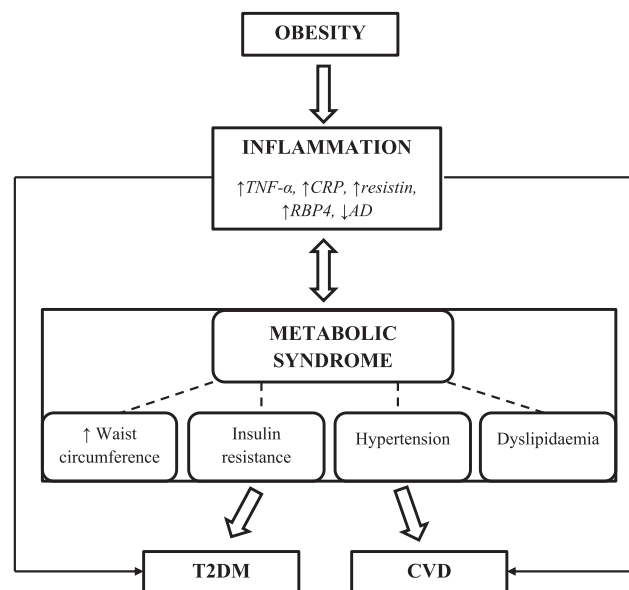 OBESITY
INFLAMMATION
↑TNF-α, ↑CRP, ↑resistin,
↑RBP4, ↓AD
METABOLIC
SYNDROME
↑ Waist
circumference
Insulin
resistance
Hypertension
Dyslipidaemia
T2DM
CVD